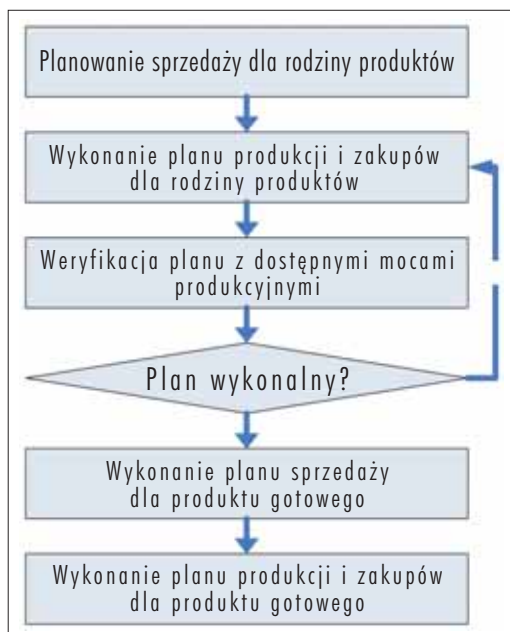 Planowanie sprzedaży dla rodziny produktów
Wykonanie planu produkcji i zakupów
dla rodziny produktów
Weryfikacja planu z dostępnymi mocami
produkcyjnymi
Plan wykonalny?
Wykonanie planu sprzedaży
dla produktu gotowego
Wykonanie planu produkcji i zakupów
dla produktu gotowego